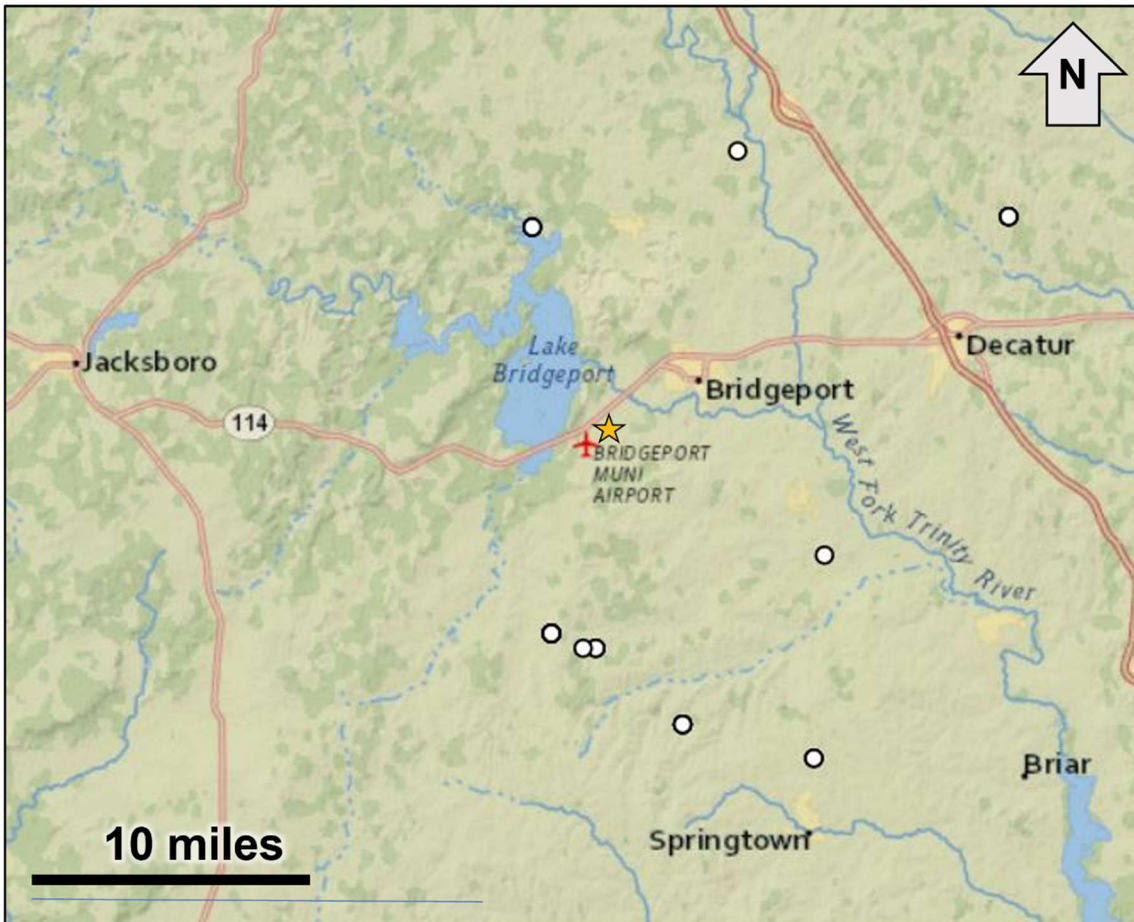 N
Jacksboro
Lake
Bridgeport
Decatur
Bridgeport
114
BRIDGEPORT
MUNI
AIRPORT
West Fork Trinity River
Briar
Springtown
10 miles